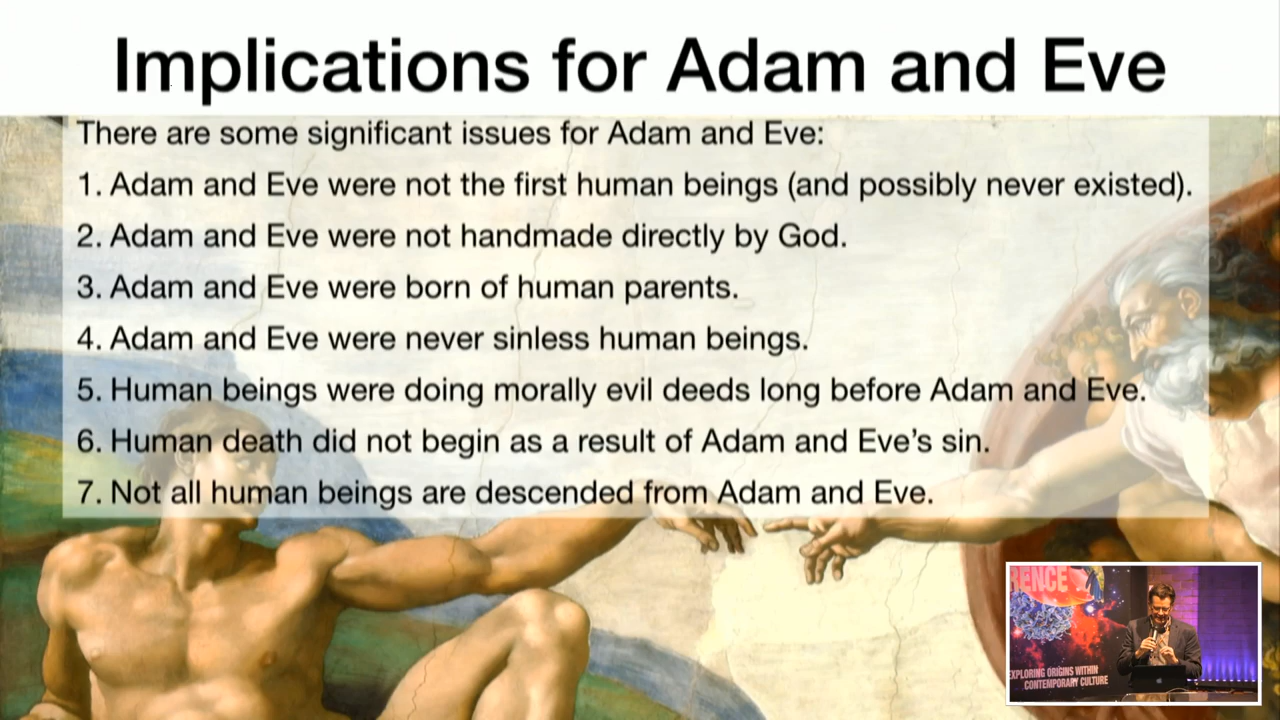 Implications for Adam and Eve
There are some significant issues for Adam and Eve:
1. Adam and Eve were not the first human beings (and possibly never existed).
2. Adam and Eve were not handmade directly by God.
3. Adam and Eve were born of human parents.
4. Adam and Eve were never sinless human beings.
5. Human beings were doing morally evil deeds long before Adam and Eve.
6. Human death did not begin as a result of Adam and Eve’s sin.
7. Not all human beings are descended from Adam and Eve.
RENCE
EXPLORING ORIGINS WITHIN
CONTEMPORARY CULTURE